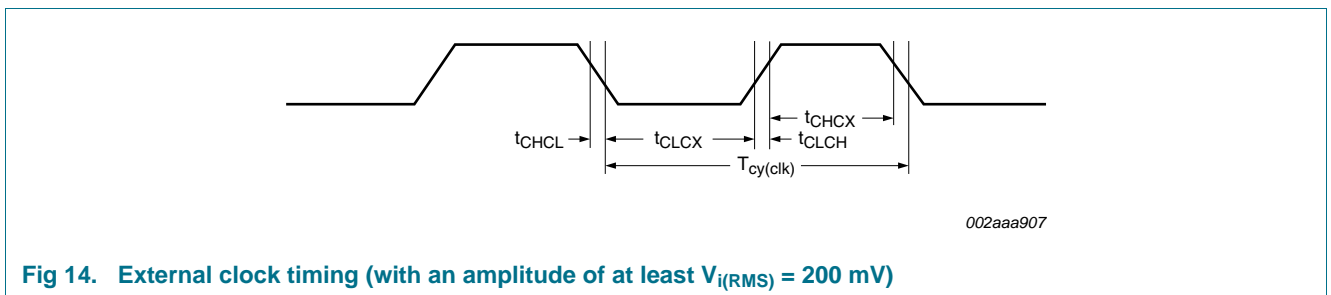 tCHCX
tCHCL
tCLCX
tCLCH
Tcy(clk)
002aaa907
Fig 14. External clock timing (with an amplitude of at least Vi(RMS) = 200 mV)